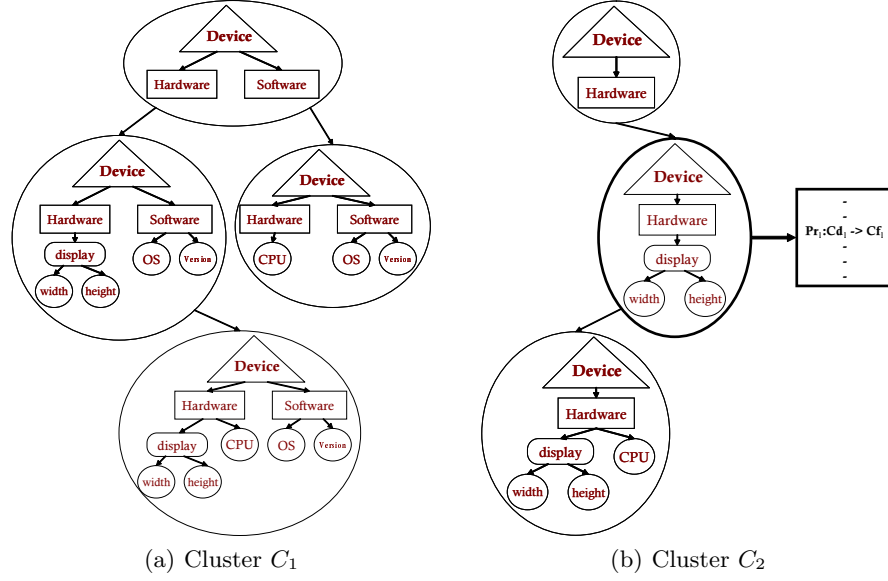 Device
Hardware Software
Device
Hardware Software
display OS Version
width height
Device
Hardware Software
CPU OS Version
Device
Hardware Software
display CPU OS Version
width height
(a) Cluster C₁
Device
Hardware
Device
Hardware
display
width height
-
-
Pr₁:Cd₁ -> Cf₁
-
-
-
Device
Hardware
display CPU
width height
(b) Cluster C₂